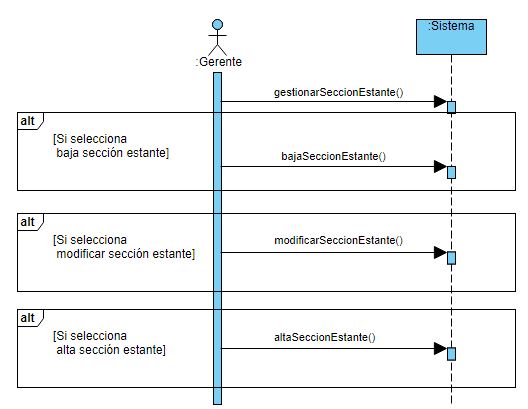 :Sistema
:Gerente
gestionarSeccionEstante()
alt
[Si selecciona
baja sección estante]
bajaSeccionEstante()
alt
[Si selecciona
modificar sección estante]
modificarSeccionEstante()
alt
[Si selecciona
alta sección estante]
altaSeccionEstante()